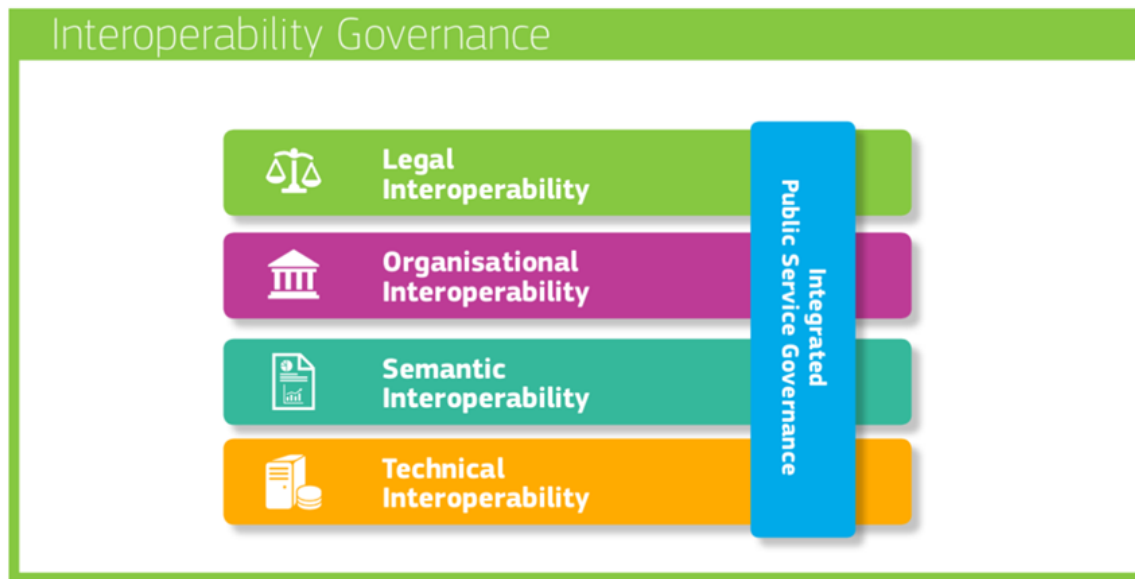 Interoperability Governance
Legal
Interoperability
Organisational
Interoperability
Semantic
Interoperability
Technical
Interoperability
Integrated
Public Service Governance